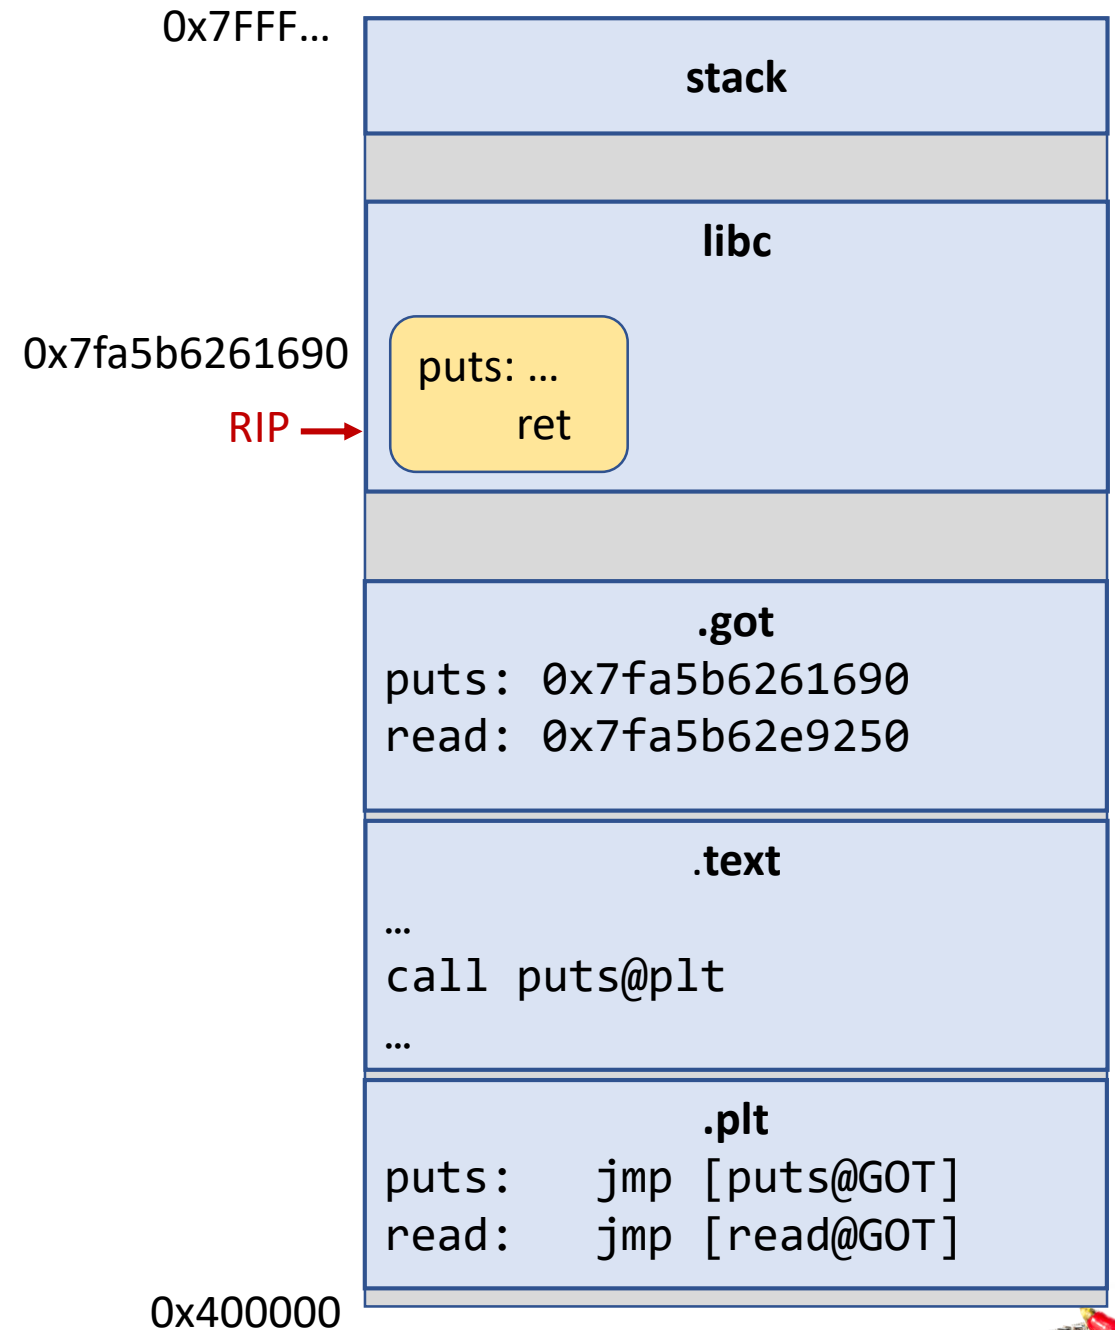 0x7FFF…
stack
libc
0x7fa5b6261690
puts: …
RIP
ret
.got
puts: 0x7fa5b6261690
read: 0x7fa5b62e9250
.text
…
call puts@plt
…
.plt
puts: jmp [puts@GOT]
read: jmp [read@GOT]
0x400000